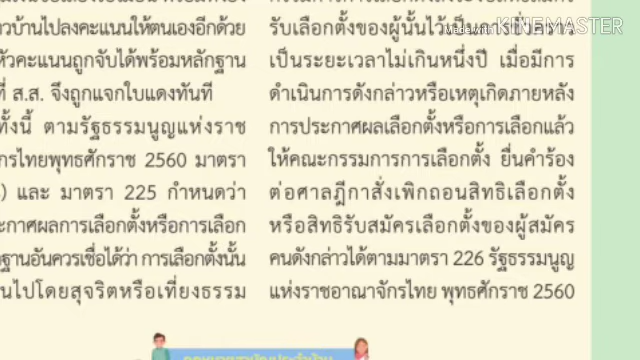 าวบ้านไปลงคะแนนให้ตนเองอีกด้วย
หัวคะแนนถูกจับได้พร้อมหลักฐาน
ที่ ส.ส. จึงถูกแจกใบแดงทันที
ทั้งนี้ ตามรัฐธรรมนูญแห่งราช
จักรไทยพุทธศักราช 2560 มาตรา
) และ มาตรา 225 กำหนดว่า
ะกาศผลการเลือกตั้งหรือการเลือก
ฐานอันควรเชื่อได้ว่า การเลือกตั้งนั้น
นไปโดยสุจริตหรือเที่ยงธรรม
รับเลือกตั้งของผู้นั้นไว้เป็นการชั่วคราว
เป็นระยะเวลาไม่เกินหนึ่งปี เมื่อมีการ
ดำเนินการดังกล่าวหรือเหตุเกิดภายหลัง
การประกาศผลเลือกตั้งหรือการเลือกแล้ว
ให้คณะกรรมการการเลือกตั้ง ยื่นคำร้อง
ต่อศาลฎีกาสั่งเพิกถอนสิทธิเลือกตั้ง
หรือสิทธิรับสมัครเลือกตั้งของผู้สมัคร
คนดังกล่าวได้ตามมาตรา 226 รัฐธรรมนูญ
แห่งราชอาณาจักรไทย พุทธศักราช 2560
Made with KINEMASTER